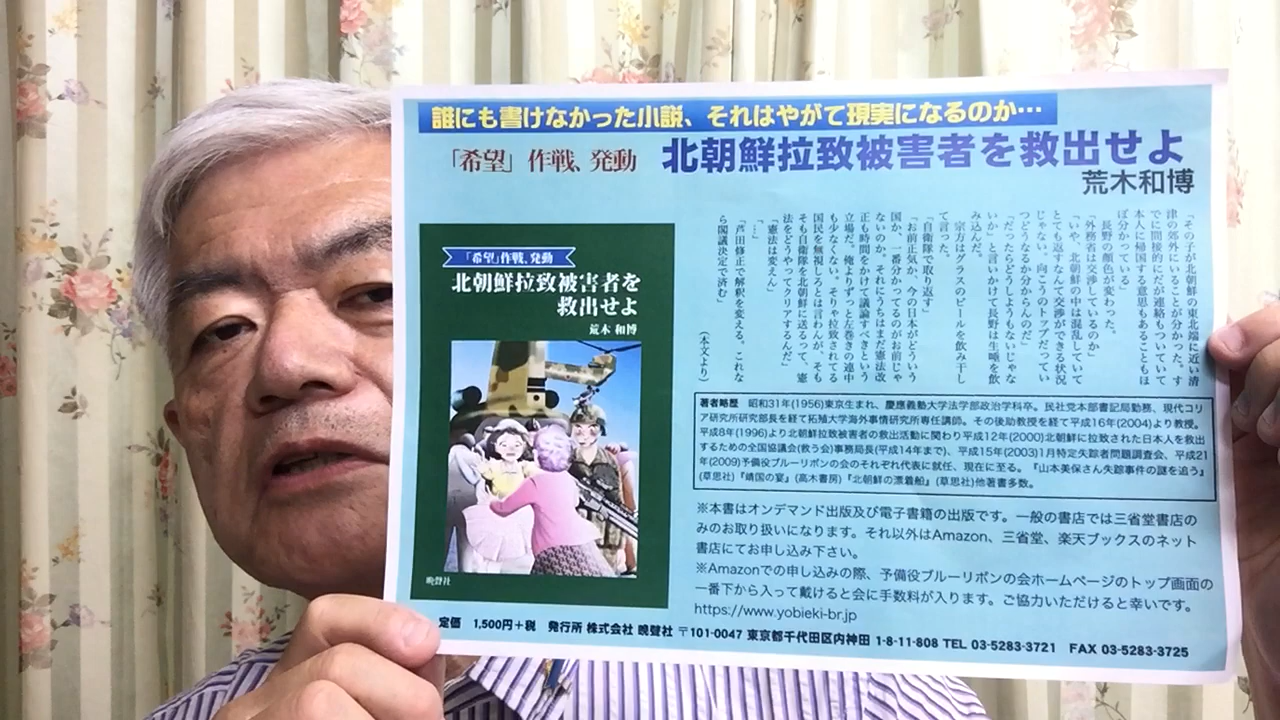 誰にも書けなかった小説、それはやがて現実になるのか…
「希望」作戦、発動 北朝鮮拉致被害者を救出せよ
荒木和博
「その子が北朝鮮の東北端に近い清
津の郊外にいることが分かった。す
でに間接的にだが連絡もついていて
本人に帰国する意思もあることもほ
ぼ分かっている」
長野の顔色が変わった。
「外務省は交渉しているのか」
「いや、北朝鮮の中は混乱していて
とても返すなんて交渉ができる状況
じゃない。向こうのトップだってい
つどうなるか分からんのだ」
「だったらどうしようもないじゃな
いか」と言いかけて長野は生唾を飲
み込んだ。
宗方はグラスのビールを飲み干し
て言った。
「自衛隊で取り返す」
「お前正気か、今の日本がどういう
国か、一番分かってるのがお前じゃ
ないのか。それにうちはまだ憲法改
正も時間をかけて議論すべきという
立場だ。俺よりずっと左巻きの連中
も少なくない。そりゃ拉致されてる
国民を無視しろとは言わんが、そも
そも自衛隊を北朝鮮に送るって、憲
法をどうやってクリアするんだ」
「憲法は変えん」
「…」
「芦田修正で解釈を変える。これな
ら閣議決定で済む」
(本文より)
「希望」作戦、発動
北朝鮮拉致被害者を
救出せよ
荒木 和博
晩聲社
著者略歴 昭和31年(1956)東京生まれ、慶應義塾大学法学部政治学科卒。民社党本部書記局勤務、現代コリ
ア研究所研究部長を経て拓殖大学海外事情研究所専任講師。その後助教授を経て平成16年(2004)より教授。
平成8年(1996)より北朝鮮拉致被害者の救出活動に関わり平成12年(2000)北朝鮮に拉致された日本人を救出
するための全国協議会(救う会)事務局長(平成14年まで)、平成15年(2003)1月特定失踪者問題調査会、平成21
年(2009)予備役ブルーリボンの会のそれぞれ代表に就任、現在に至る。『山本美保さん失踪事件の謎を追う』
(草思社)『靖国の宴』(高木書房)『北朝鮮の漂着船』(草思社)他著書多数。
※本書はオンデマンド出版及び電子書籍の出版です。一般の書店では三省堂書店の
みのお取り扱いになります。それ以外はAmazon、三省堂、楽天ブックスのネット
書店にてお申し込み下さい。
※Amazonでの申し込みの際、予備役ブルーリボンの会ホームページのトップ画面の
一番下から入って戴けると会に手数料が入ります。ご協力いただけると幸いです。
https://www.yobieki-br.jp
定価 1,500円+税 発行所 株式会社 晩聲社 〒101-0047 東京都千代田区内神田 1-8-11-808 TEL 03-5283-3721 FAX 03-5283-3725